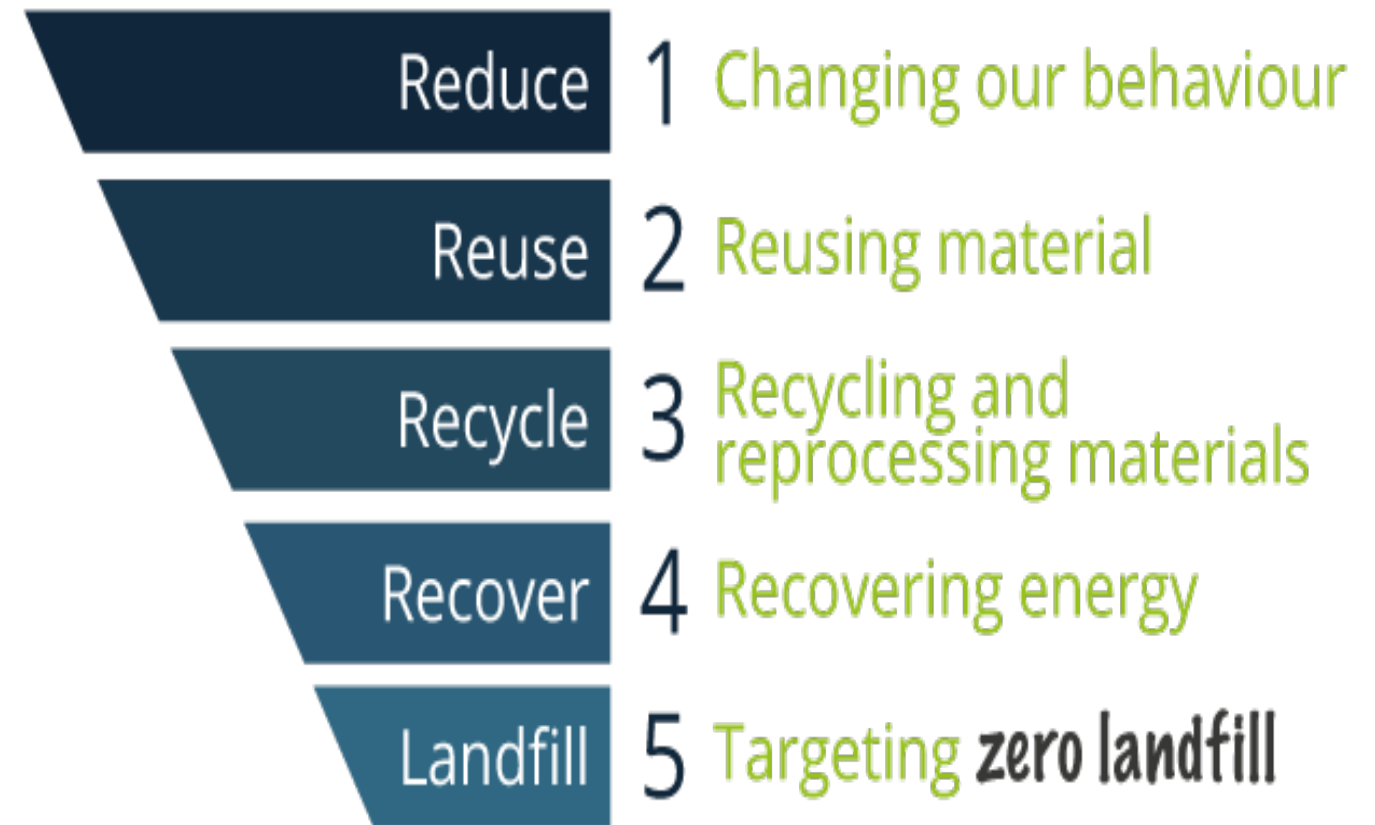 Reduce 1 Changing our behaviour
Reuse 2 Reusing material
Recycle 3 Recycling and
reprocessing materials
Recover 4 Recovering energy
Landfill 5 Targeting zero landfill